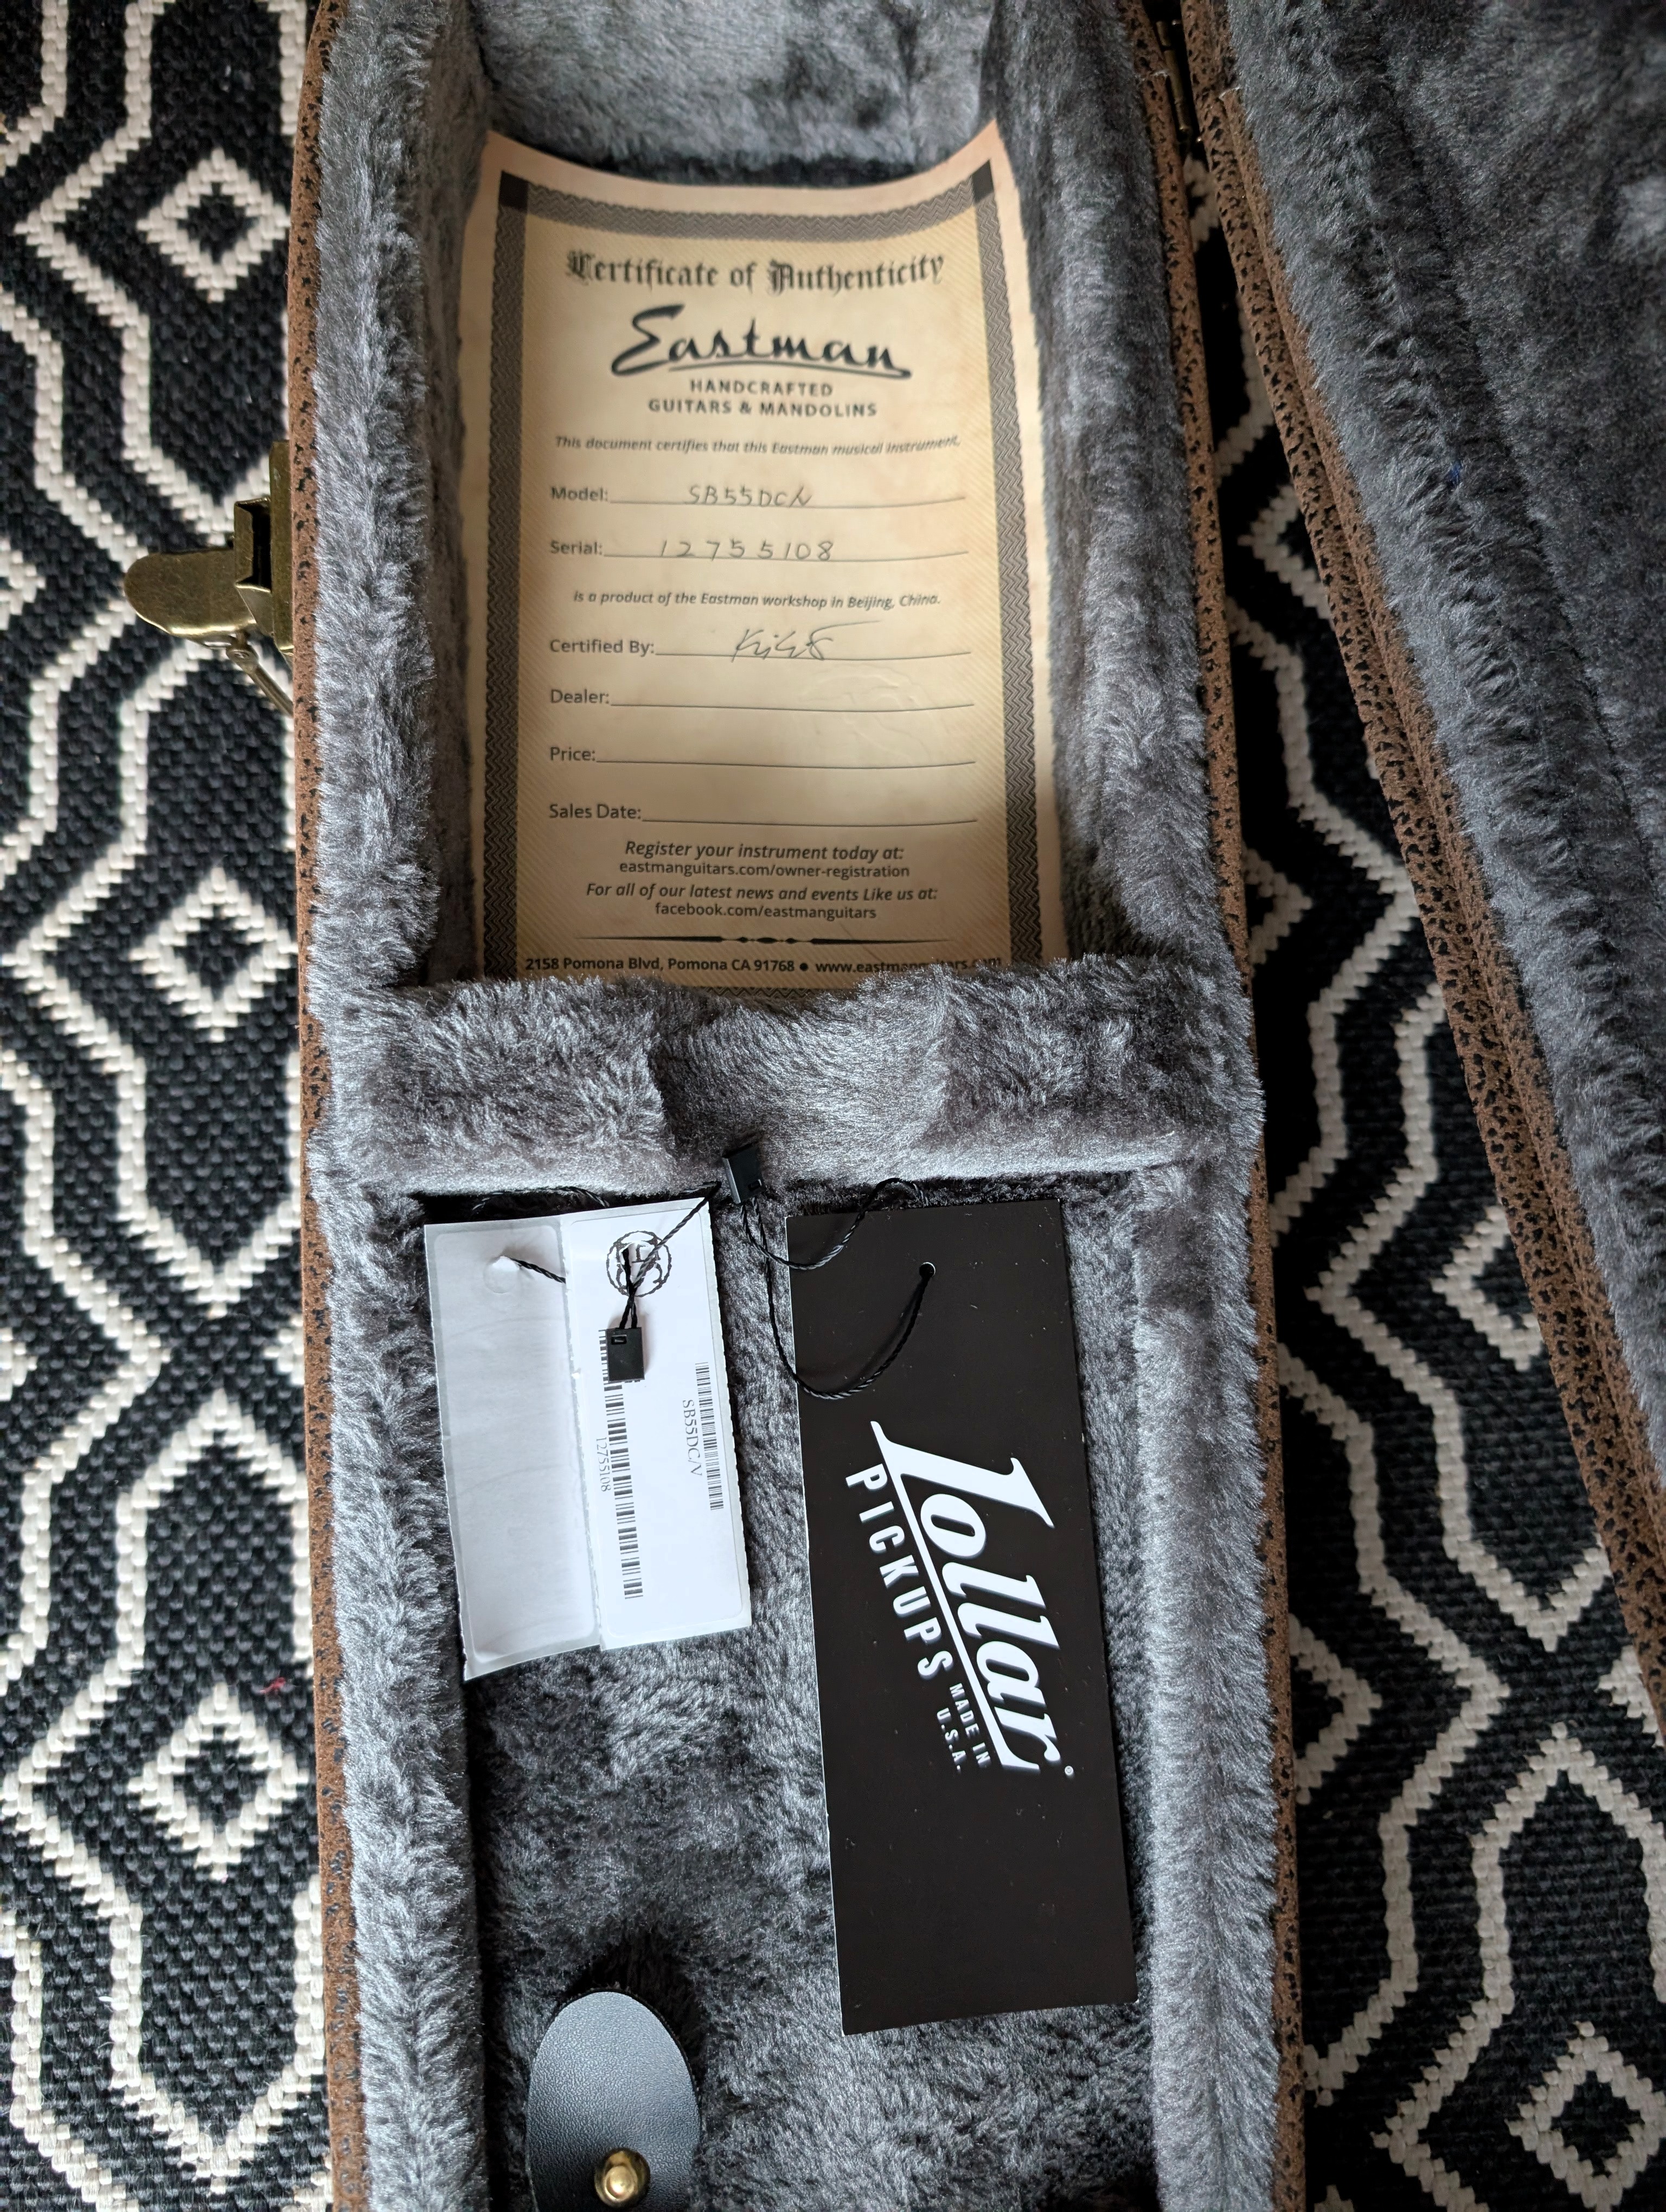 Certificate of Authenticity
Eastman
HANDCRAFTED
GUITARS & MANDOLINS
This document certifies that this Eastman musical instrument,
Model: SB55DC/v
Serial: 12755108
is a product of the Eastman workshop in Beijing, China.
Certified By:
Dealer:
Price:
Sales Date:
Register your instrument today at:
eastmanguitars.com/owner-registration
For all of our latest news and events Like us at:
facebook.com/eastmanguitars
2158 Pomona Blvd, Pomona CA 91768 ● www.eastmanguitars.com
SB55DC/V
12755108
Lollar®
PICKUPS MADE IN
U.S.A.